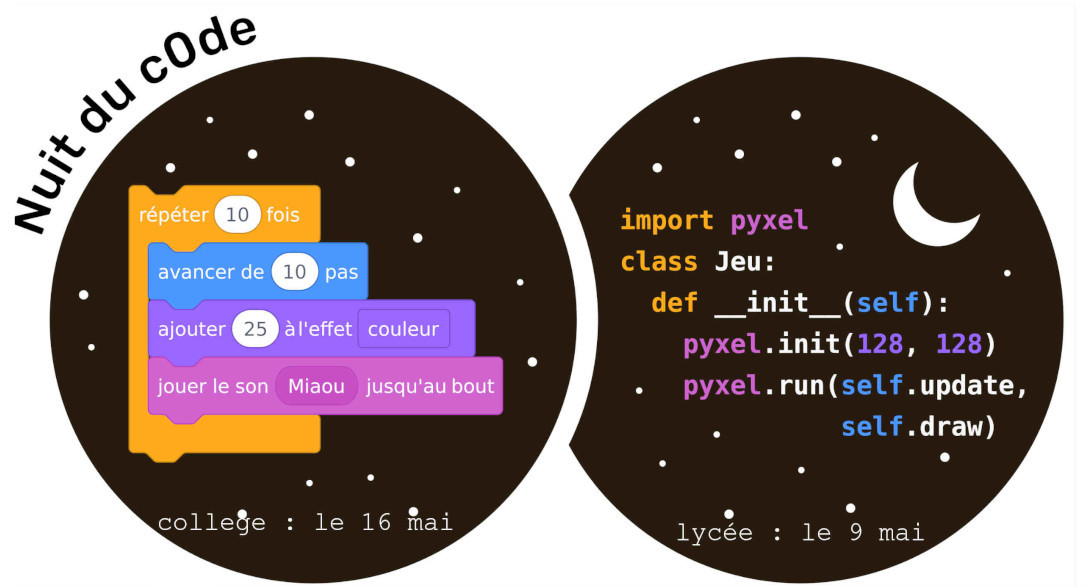 Nuit du c0de
répéter 10 fois
avancer de 10 pas
ajouter 25 à l'effet couleur
jouer le son Miaou jusqu'au bout
college : le 16 mai
import pyxel
class Jeu:
def __init__(self):
pyxel.init(128, 128)
pyxel.run(self.update,
self.draw)
lycée : le 9 mai